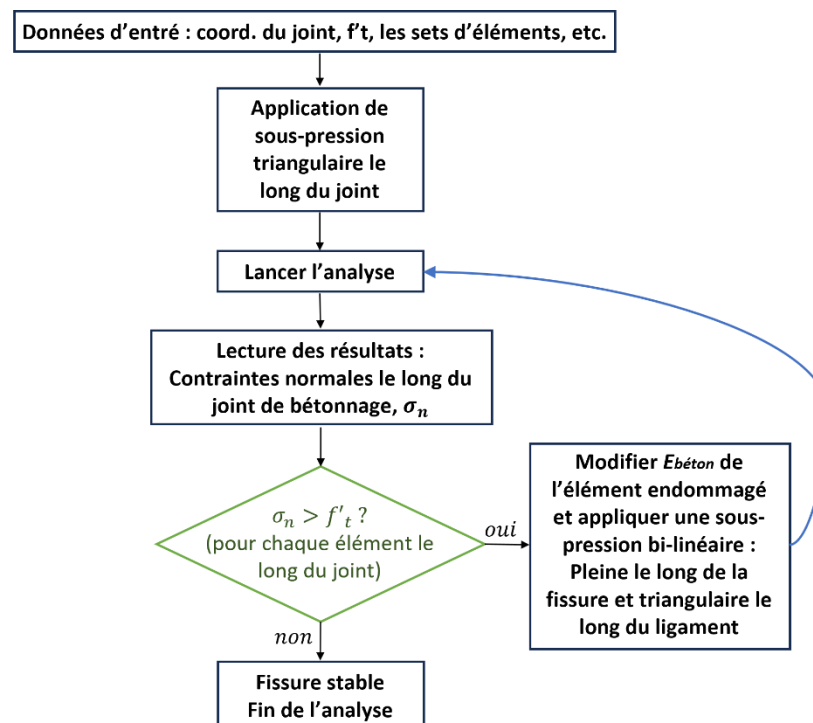 Données d'entré : coord. du joint, f't, les sets d'éléments, etc.
Application de
sous-pression
triangulaire le
long du joint
Lancer l'analyse
Lecture des résultats :
Contraintes normales le long du
joint de bétonnage, σₙ
σₙ > f'ₜ ?
(pour chaque élément le
long du joint)
oui
Modifier Ebéton de
l'élément endommagé
et appliquer une sous-
pression bi-linéaire :
Pleine le long de la
fissure et triangulaire le
long du ligament
non
Fissure stable
Fin de l'analyse